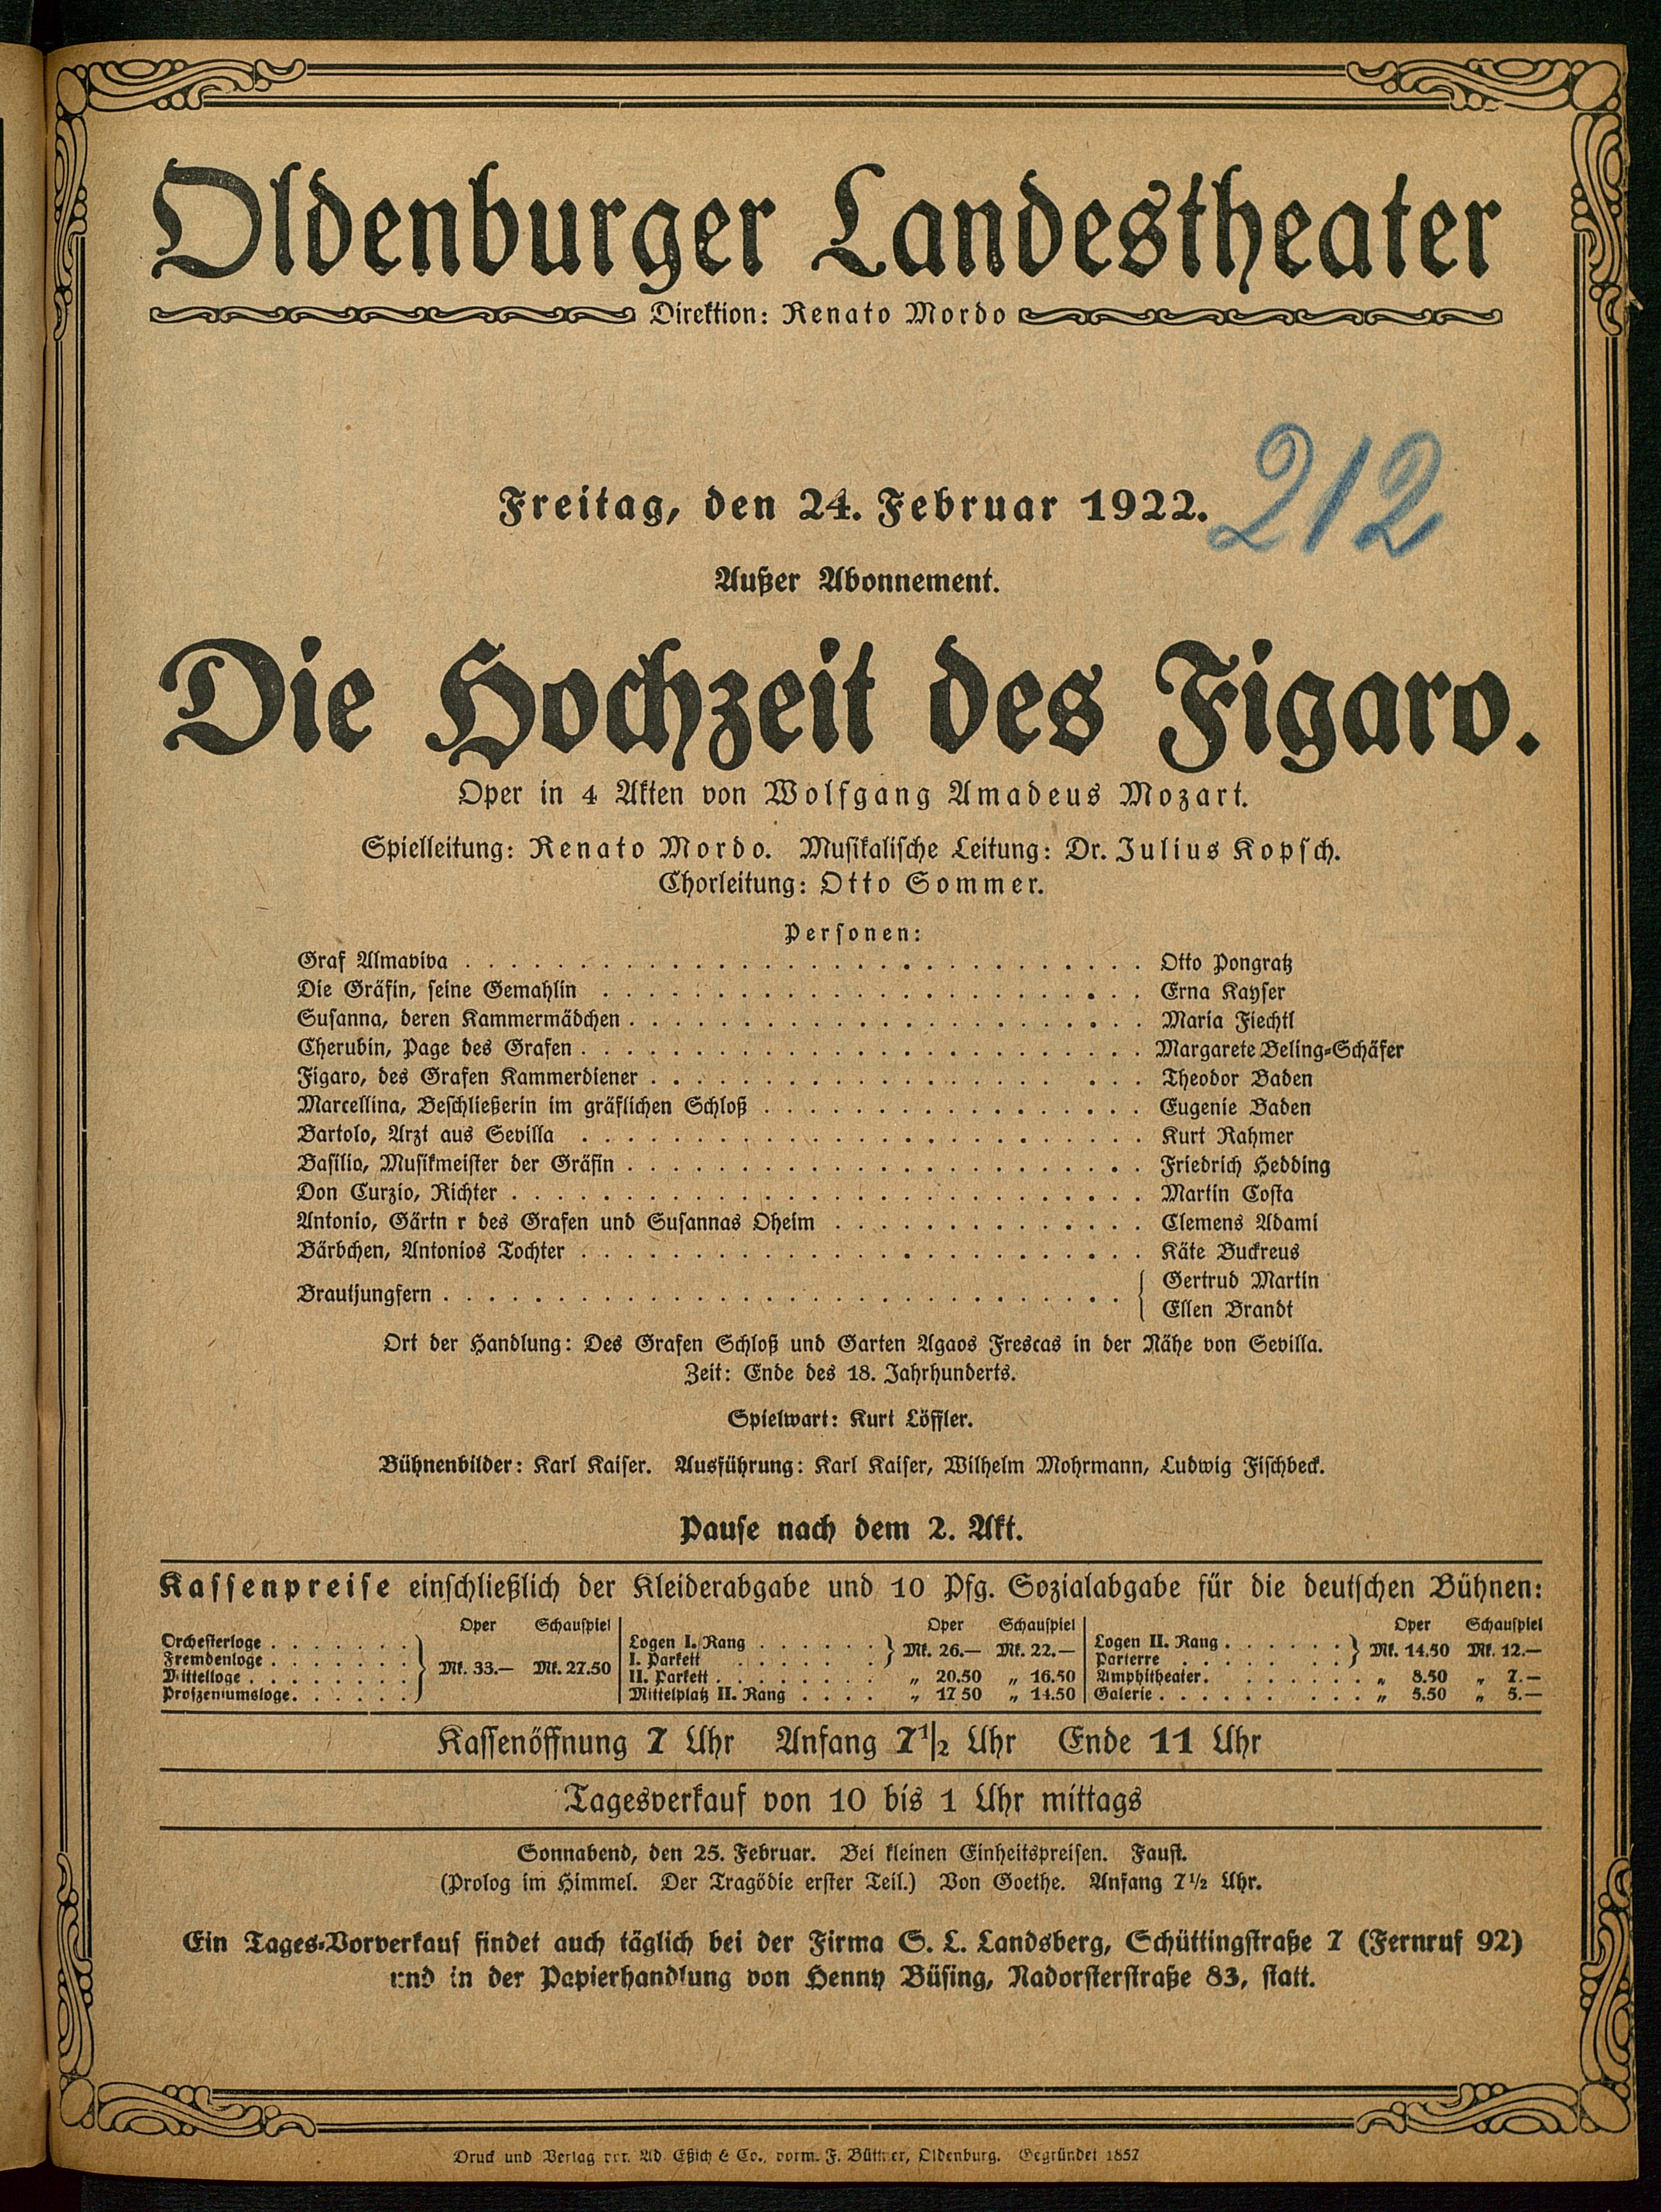 Oldenburger Landestheater
Direktion: Renato Mordo
212
Freitag, den 24. Februar 1922.
Außer Abonnement.
Die Hochzeit des Figaro.
Oper in 4 Akten von Wolfgang Amadeus Mozart.
Spielleitung: Renato Mordo. Musikalische Leitung: Dr. Julius Kopsch.
Chorleitung: Otto Sommer.
Personen:
Graf Almaviva . . . . . Otto Pongratz
Die Gräfin, seine Gemahlin . . . . . Erna Kayser
Susanna, deren Kammermädchen . . . . . Maria Fiechtl
Cherubin, Page des Grafen . . . . . Margarete Beling-Schäfer
Figaro, des Grafen Kammerdiener . . . . . Theodor Baden
Marcellina, Beschließerin im gräflichen Schloß . . . . . Eugenie Baden
Bartolo, Arzt aus Sevilla . . . . . Kurt Rahmer
Basilio, Musikmeister der Gräfin . . . . . Friedrich Hedding
Don Curzio, Richter . . . . . Martin Costa
Antonio, Gärtn r des Grafen und Susannas Oheim . . . . . Clemens Adami
Bärbchen, Antonios Tochter . . . . . Käte Buckreus
Brautjungfern . . . . . { Gertrud Martin
Ellen Brandt
Ort der Handlung: Des Grafen Schloß und Garten Agaos Frescas in der Nähe von Sevilla.
Zeit: Ende des 18. Jahrhunderts.
Spielwart: Kurt Löffler.
Bühnenbilder: Karl Kaiser. Ausführung: Karl Kaiser, Wilhelm Mohrmann, Ludwig Fischbeck.
Pause nach dem 2. Akt.
Kassenpreise einschließlich der Kleiderabgabe und 10 Pfg. Sozialabgabe für die deutschen Bühnen:
Oper Schauspiel
Orchesterloge . . . . .
Fremdenloge . . . . .
Mittelloge . . . . .
Proszeniumsloge . . . . .
} Mk. 33.— Mk. 27.50
Oper Schauspiel
Logen I. Rang . . . . .
I. Parkett . . . . .
} Mk. 26.— Mk. 22.—
II. Parkett . . . . . „ 20.50 „ 16.50
Mittelplatz II. Rang . . . . „ 17 50 „ 14.50
Oper Schauspiel
Logen II. Rang . . . . .
Parterre . . . . .
} Mk. 14.50 Mk. 12.—
Amphitheater . . . . . „ 8.50 „ 7.—
Galerie . . . . . „ 5.50 „ 5.—
Kassenöffnung 7 Uhr Anfang 7 1/2 Uhr Ende 11 Uhr
Tagesverkauf von 10 bis 1 Uhr mittags
Sonnabend, den 25. Februar. Bei kleinen Einheitspreisen. Faust.
(Prolog im Himmel. Der Tragödie erster Teil.) Von Goethe. Anfang 7 1/2 Uhr.
Ein Tages-Vorverkauf findet auch täglich bei der Firma S. L. Landsberg, Schüttingstraße 7 (Fernruf 92)
und in der Papierhandlung von Henny Büsing, Nadorsterstraße 83, statt.
Druck und Verlag von Ad Eßich & Co., vorm. F. Büttner, Oldenburg. Gegründet 1857